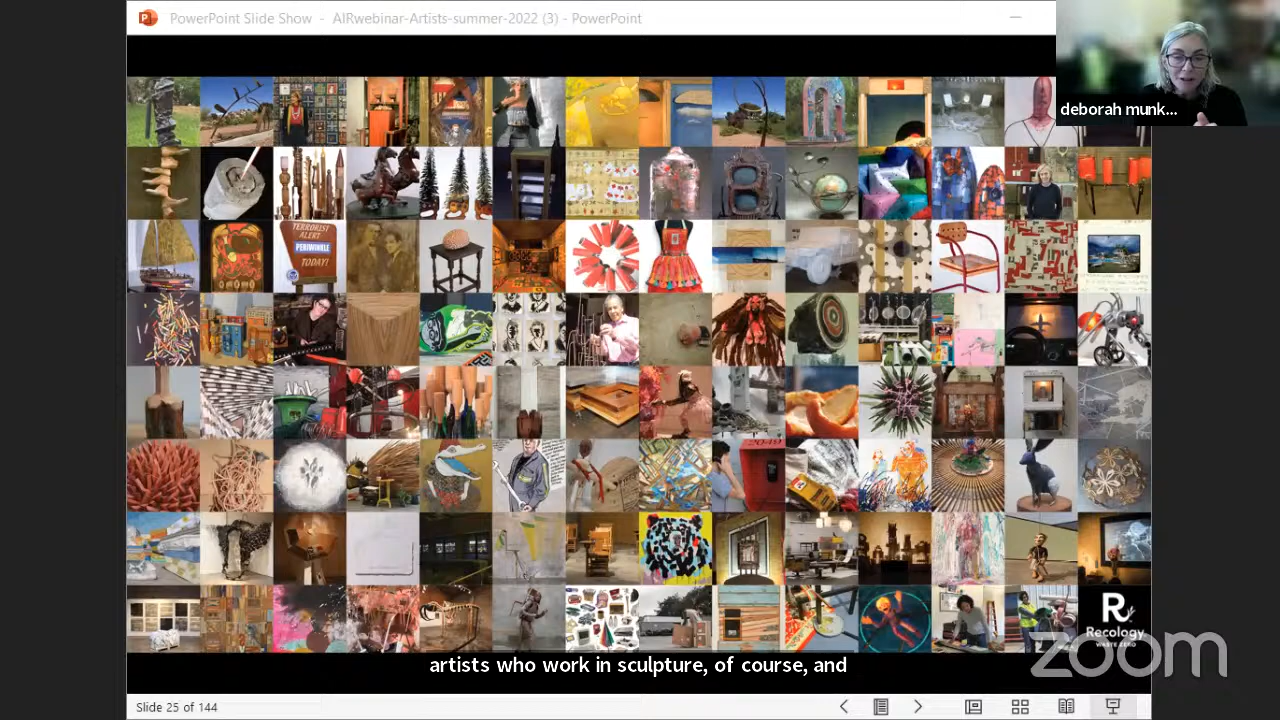 PowerPoint Slide Show - AIRwebinar-Artists-summer-2022 (3) - PowerPoint
deborah munk...
TERRORIST
ALERT
PERIWINKLE
TODAY!
2040
R
Recology
WASTE ZERO
artists who work in sculpture, of course, and
zoom
Slide 25 of 144